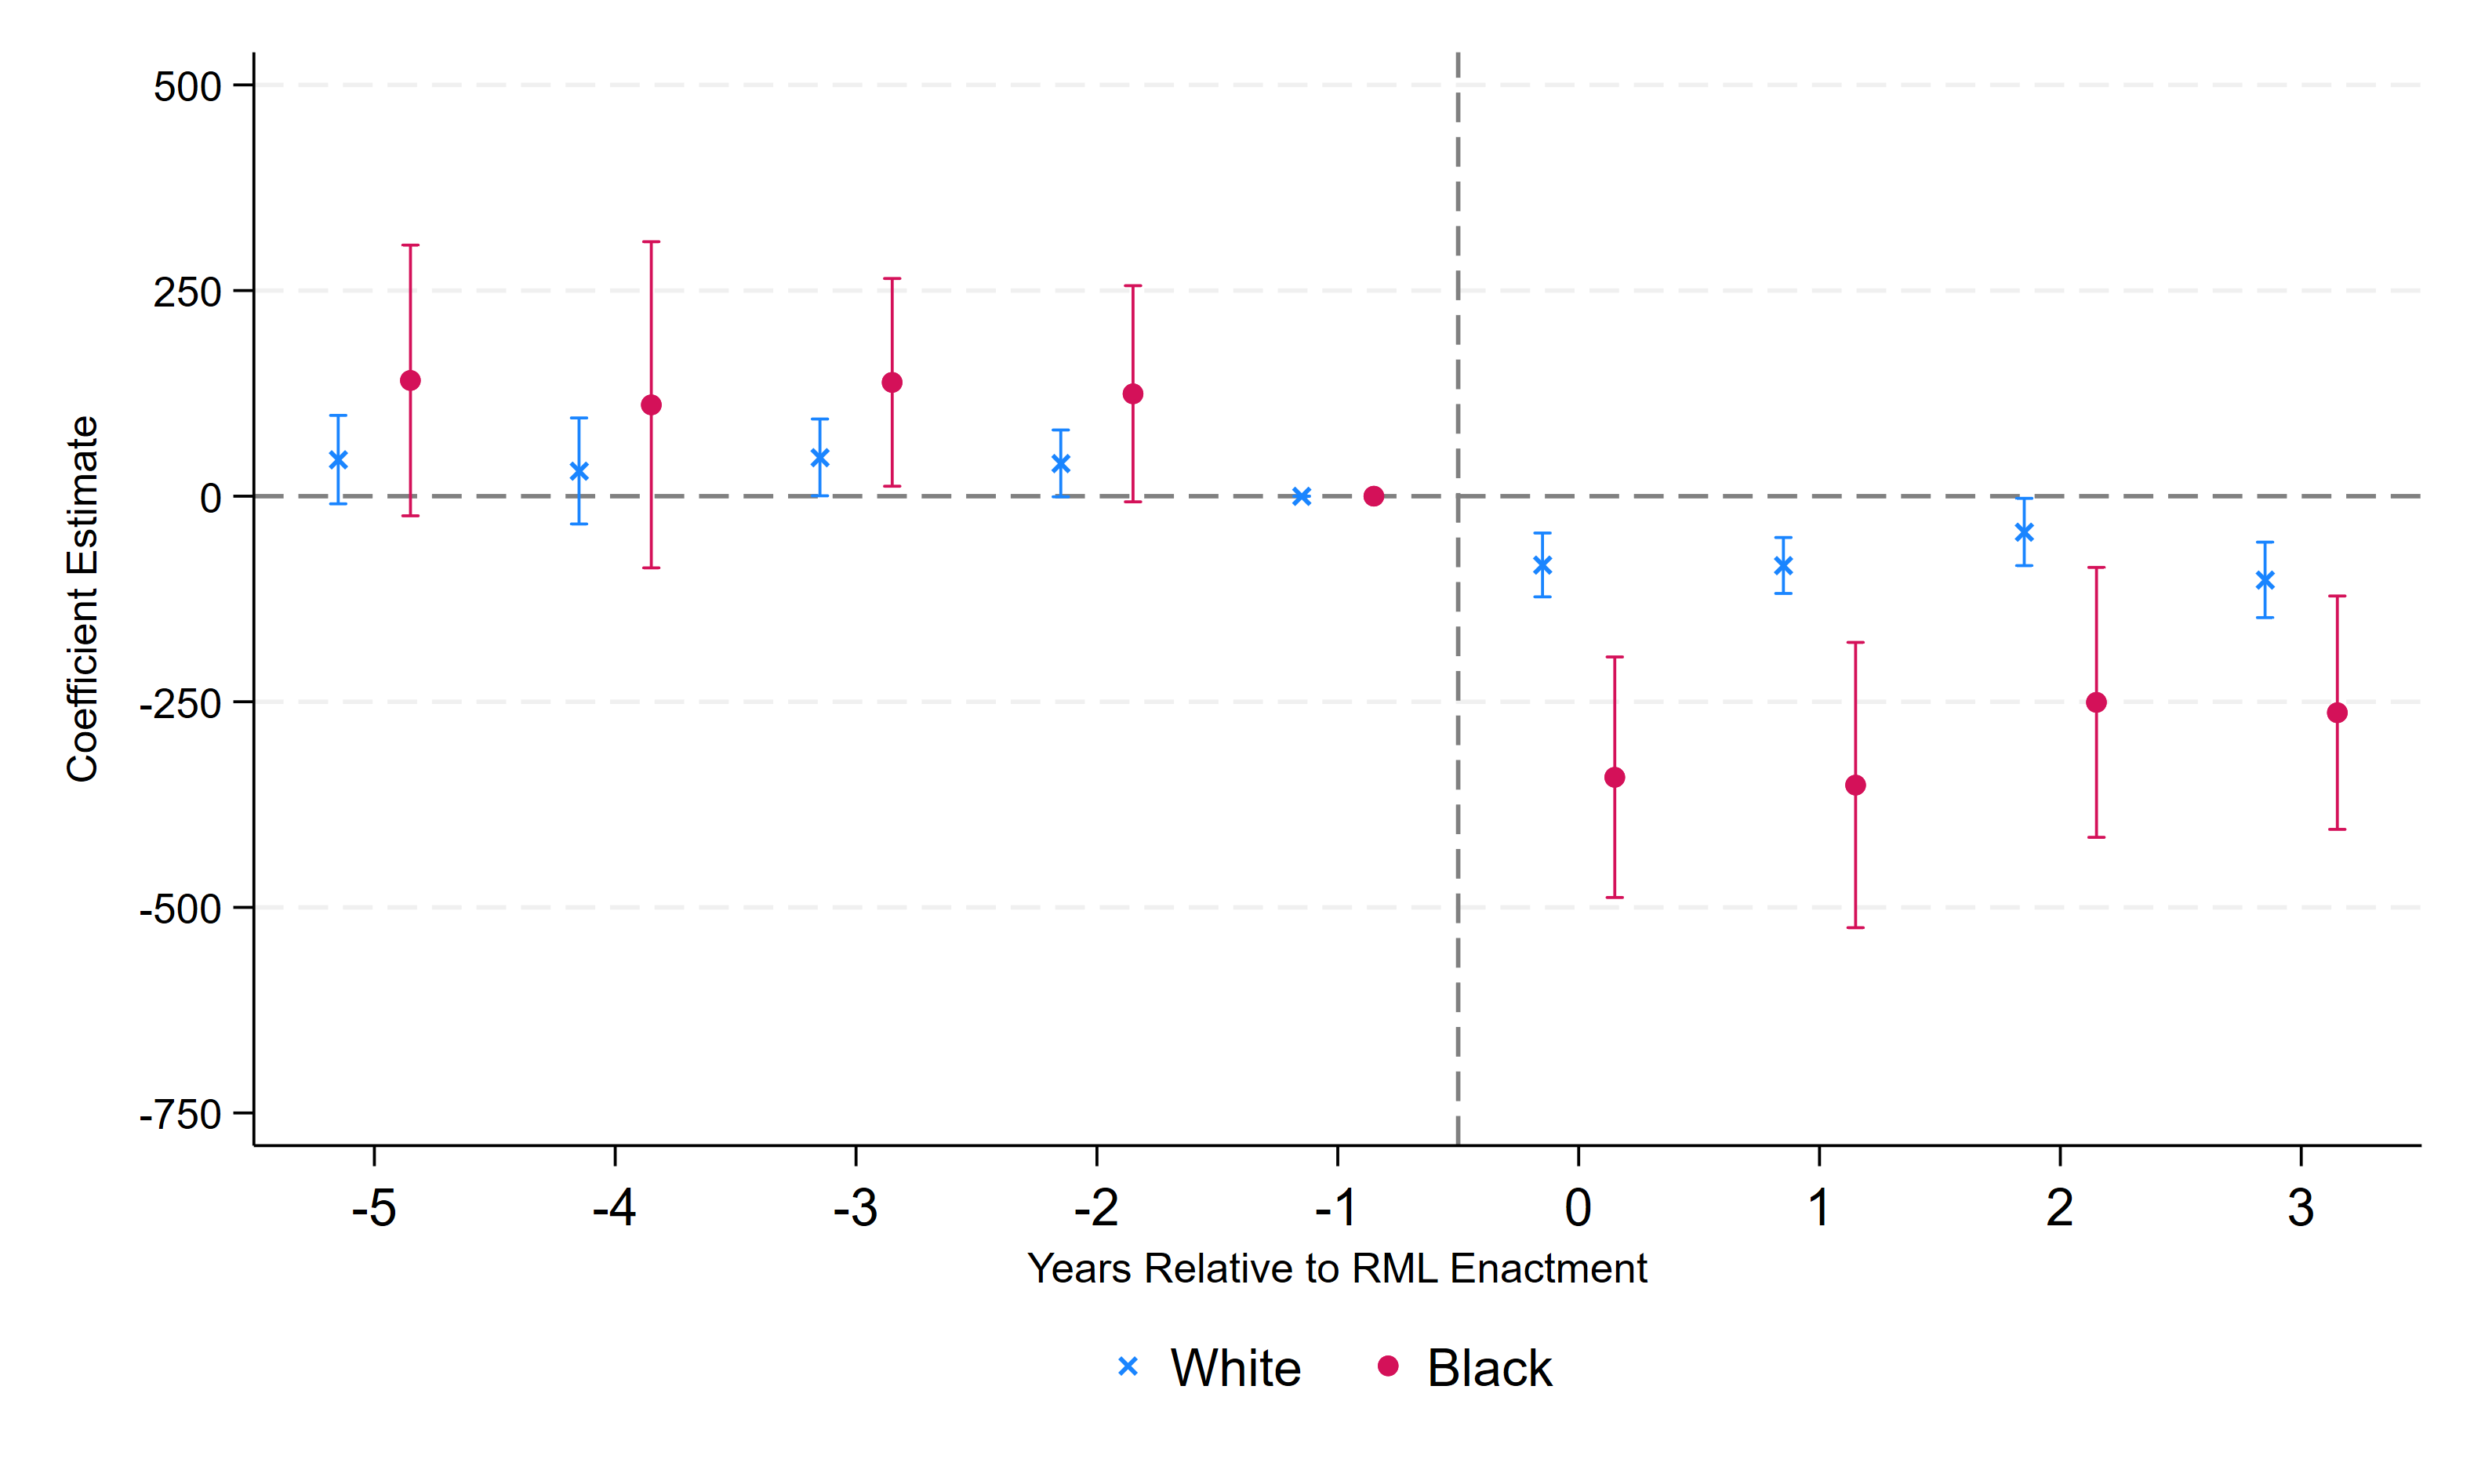 500
250
0
-250
-500
-750
Coefficient Estimate
-5 -4 -3 -2 -1 0 1 2 3
Years Relative to RML Enactment
White Black